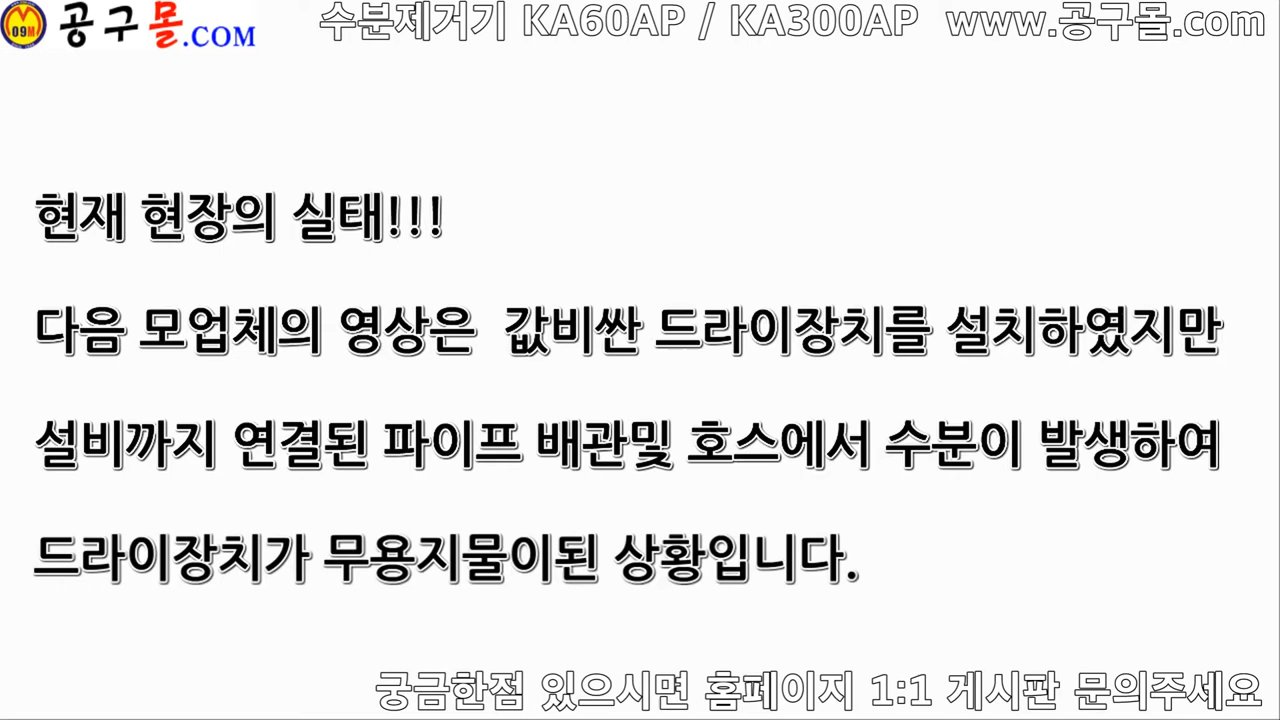 09M 공구몰.COM 수분제거기 KA60AP / KA300AP www.공구몰.com
현재 현장의 실태!!!
다음 모업체의 영상은 값비싼 드라이장치를 설치하였지만
설비까지 연결된 파이프 배관및 호스에서 수분이 발생하여
드라이장치가 무용지물이된 상황입니다.
궁금한점 있으시면 홈페이지 1:1 게시판 문의주세요